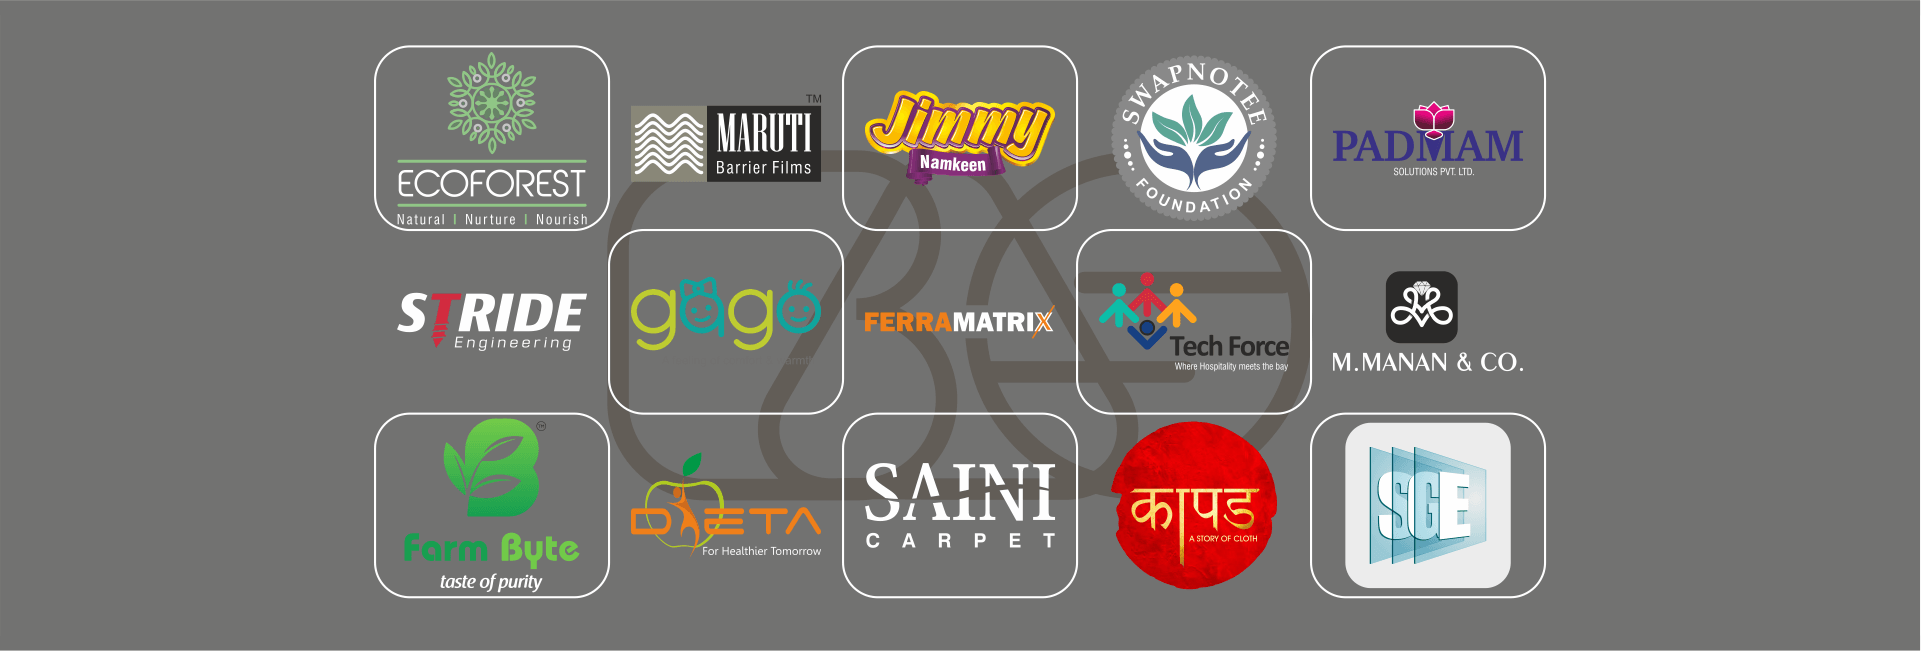 ECOFOREST
Natural | Nurture | Nourish
TM
MARUTI
Barrier Films
Jimmy
Namkeen
SWAPNOTEE
FOUNDATION
PADMAM
SOLUTIONS PVT. LTD.
STRIDE
Engineering
gago
FERRAMATRIX
Tech Force
Where Hospitality meets the bay
M.MANAN & CO.
TM
Farm Byte
taste of purity
DIETA
For Healthier Tomorrow
SAINI
CARPET
कापड
A STORY OF CLOTH
SGE